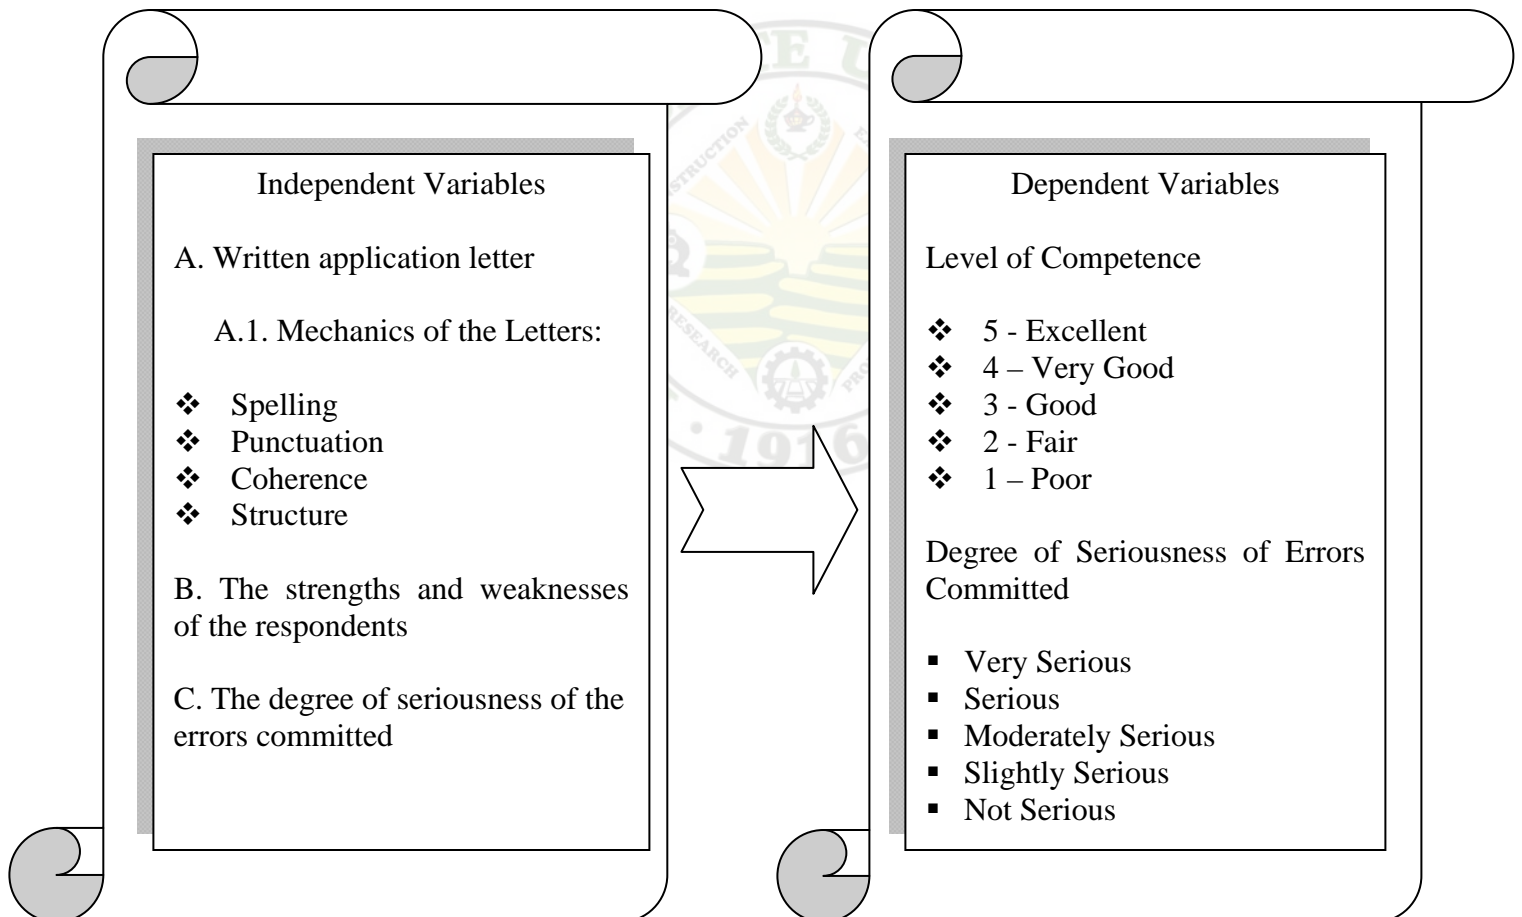 Independent Variables
A. Written application letter
A.1. Mechanics of the Letters:
❖ Spelling
❖ Punctuation
❖ Coherence
❖ Structure
B. The strengths and weaknesses
of the respondents
C. The degree of seriousness of the
errors committed
Dependent Variables
Level of Competence
❖ 5 - Excellent
❖ 4 – Very Good
❖ 3 - Good
❖ 2 - Fair
❖ 1 – Poor
Degree of Seriousness of Errors
Committed
▪ Very Serious
▪ Serious
▪ Moderately Serious
▪ Slightly Serious
▪ Not Serious
RESEARCH
1916